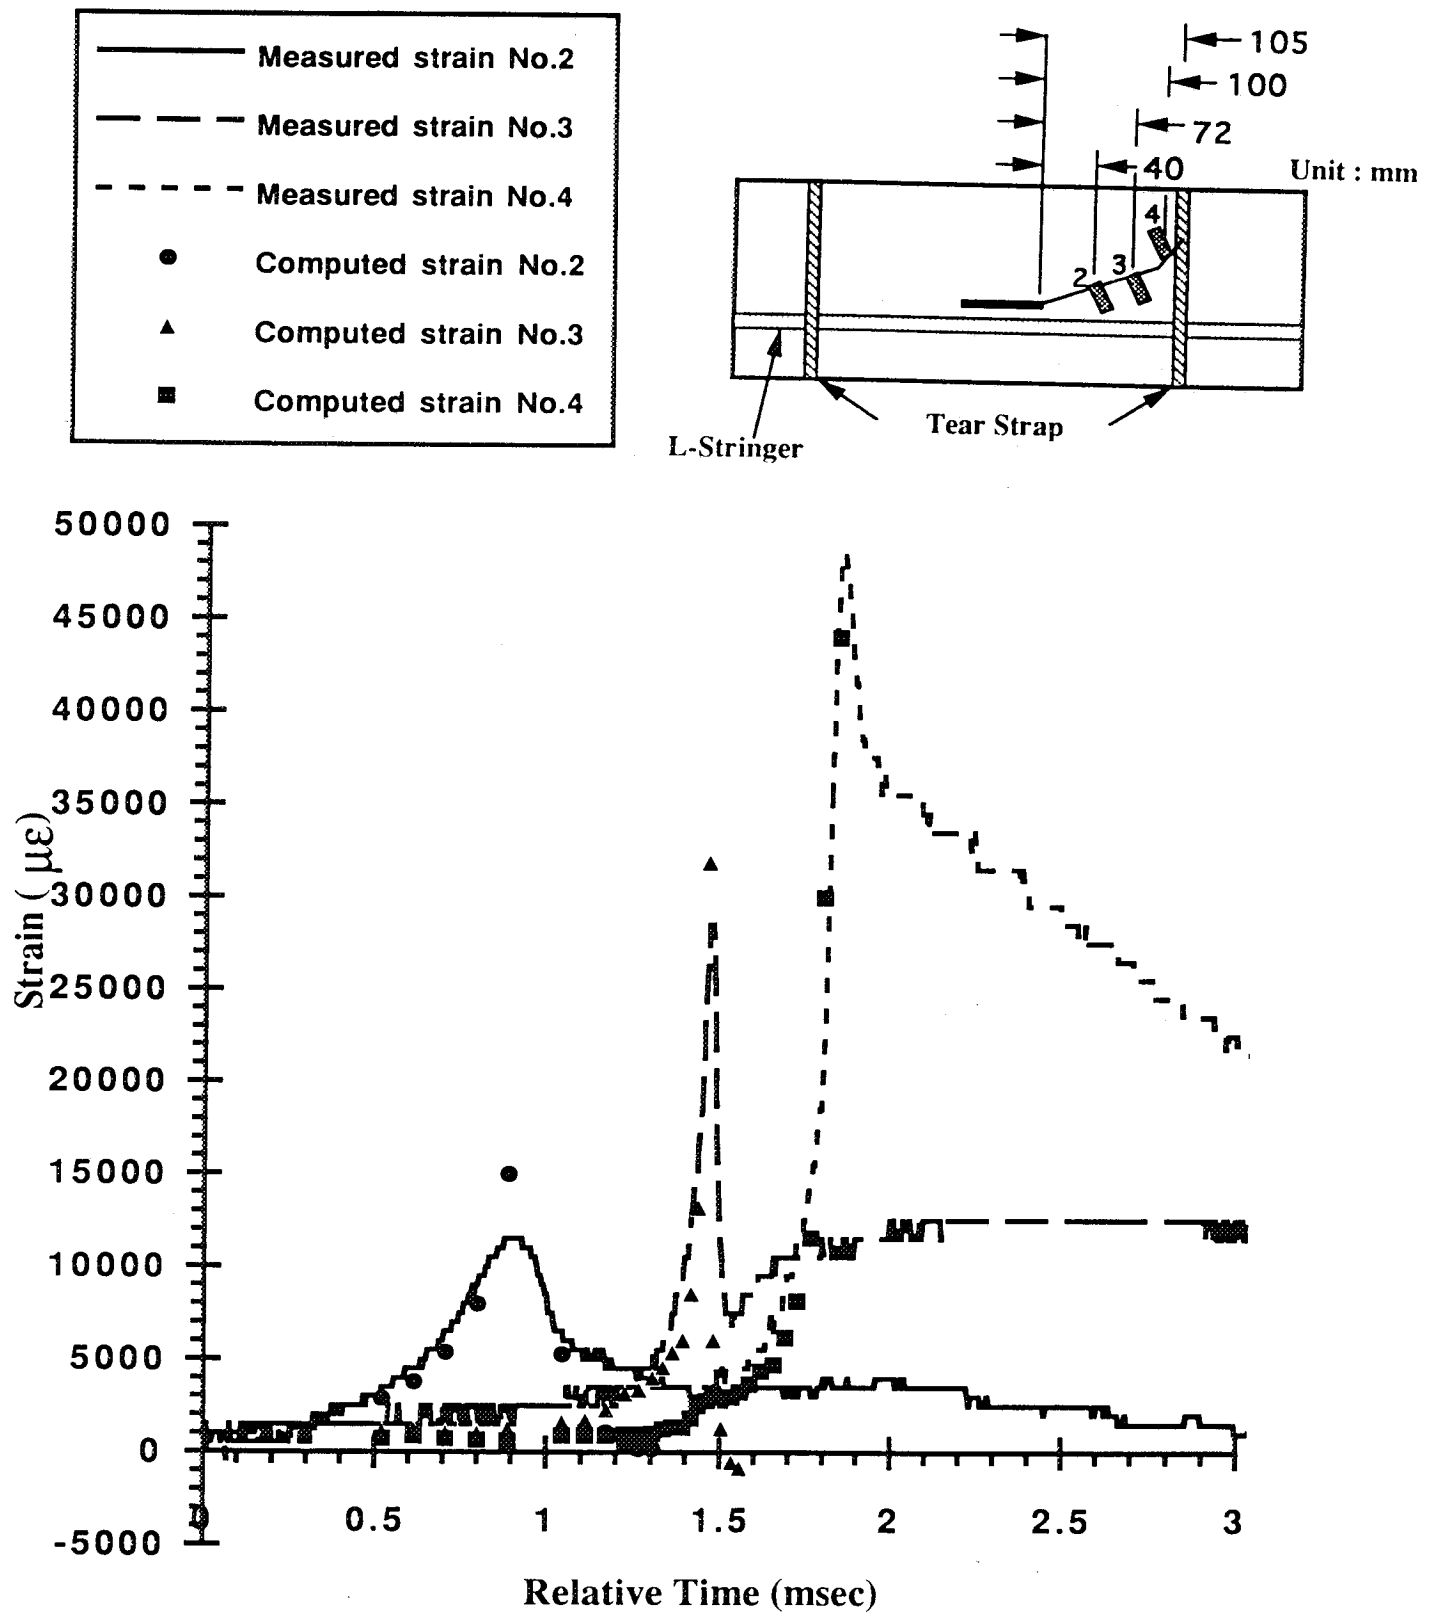 Measured strain No.2
Measured strain No.3
Measured strain No.4
Computed strain No.2
Computed strain No.3
Computed strain No.4
105
100
72
40
Unit : mm
4
3
2
Tear Strap
L-Stringer
50000
45000
40000
35000
30000
25000
20000
15000
10000
5000
0
-5000
Strain ( με)
0
0.5
1
1.5
2
2.5
3
Relative Time (msec)